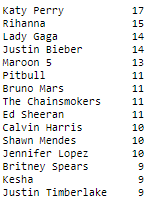 Katy Perry 17
Rihanna 15
Lady Gaga 14
Justin Bieber 14
Maroon 5 13
Pitbull 11
Bruno Mars 11
The Chainsmokers 11
Ed Sheeran 11
Calvin Harris 10
Shawn Mendes 10
Jennifer Lopez 10
Britney Spears 9
Kesha 9
Justin Timberlake 9